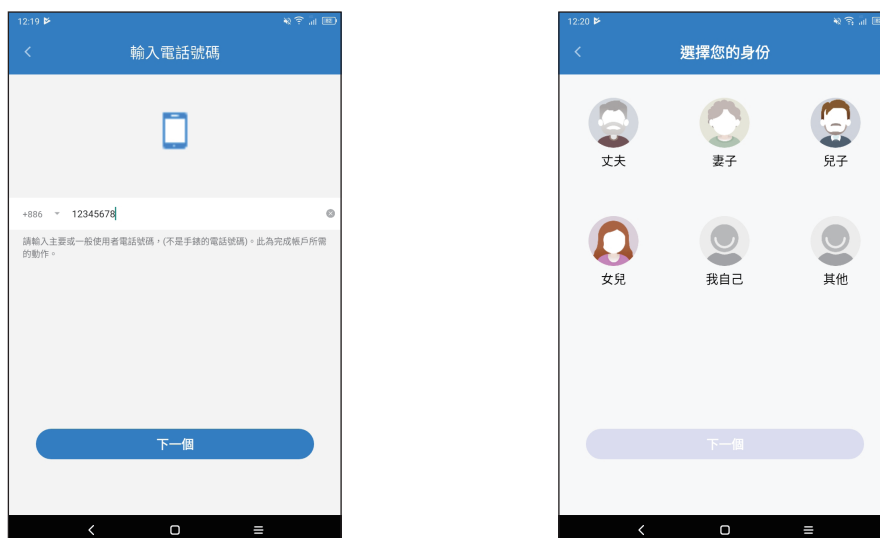 12:19
輸入電話號碼
+886 12345678
請輸入主要或一般使用者電話號碼，(不是手錶的電話號碼)。此為完成帳戶所需
的動作。
下一個
12:20
選擇您的身份
丈夫 妻子 兒子
女兒 我自己 其他
下一個